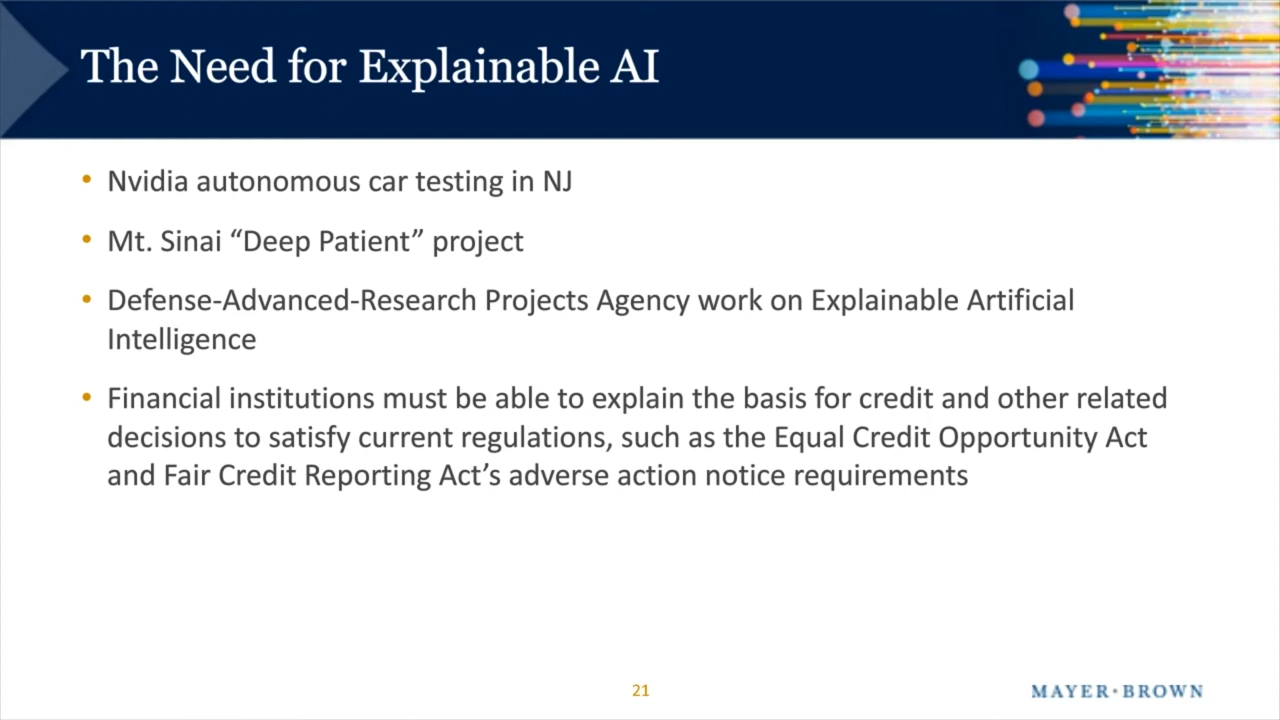 The Need for Explainable AI
• Nvidia autonomous car testing in NJ
• Mt. Sinai “Deep Patient” project
• Defense-Advanced-Research Projects Agency work on Explainable Artificial
Intelligence
• Financial institutions must be able to explain the basis for credit and other related
decisions to satisfy current regulations, such as the Equal Credit Opportunity Act
and Fair Credit Reporting Act’s adverse action notice requirements
21
MAYER•BROWN